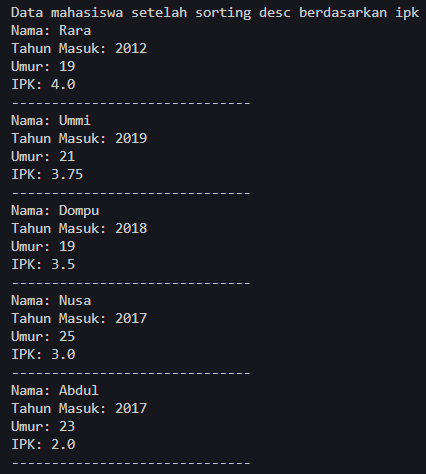 Data mahasiswa setelah sorting desc berdasarkan ipk
Nama: Rara
Tahun Masuk: 2012
Umur: 19
IPK: 4.0
------------------------------
Nama: Ummi
Tahun Masuk: 2019
Umur: 21
IPK: 3.75
------------------------------
Nama: Dompu
Tahun Masuk: 2018
Umur: 19
IPK: 3.5
------------------------------
Nama: Nusa
Tahun Masuk: 2017
Umur: 25
IPK: 3.0
------------------------------
Nama: Abdul
Tahun Masuk: 2017
Umur: 23
IPK: 2.0
------------------------------